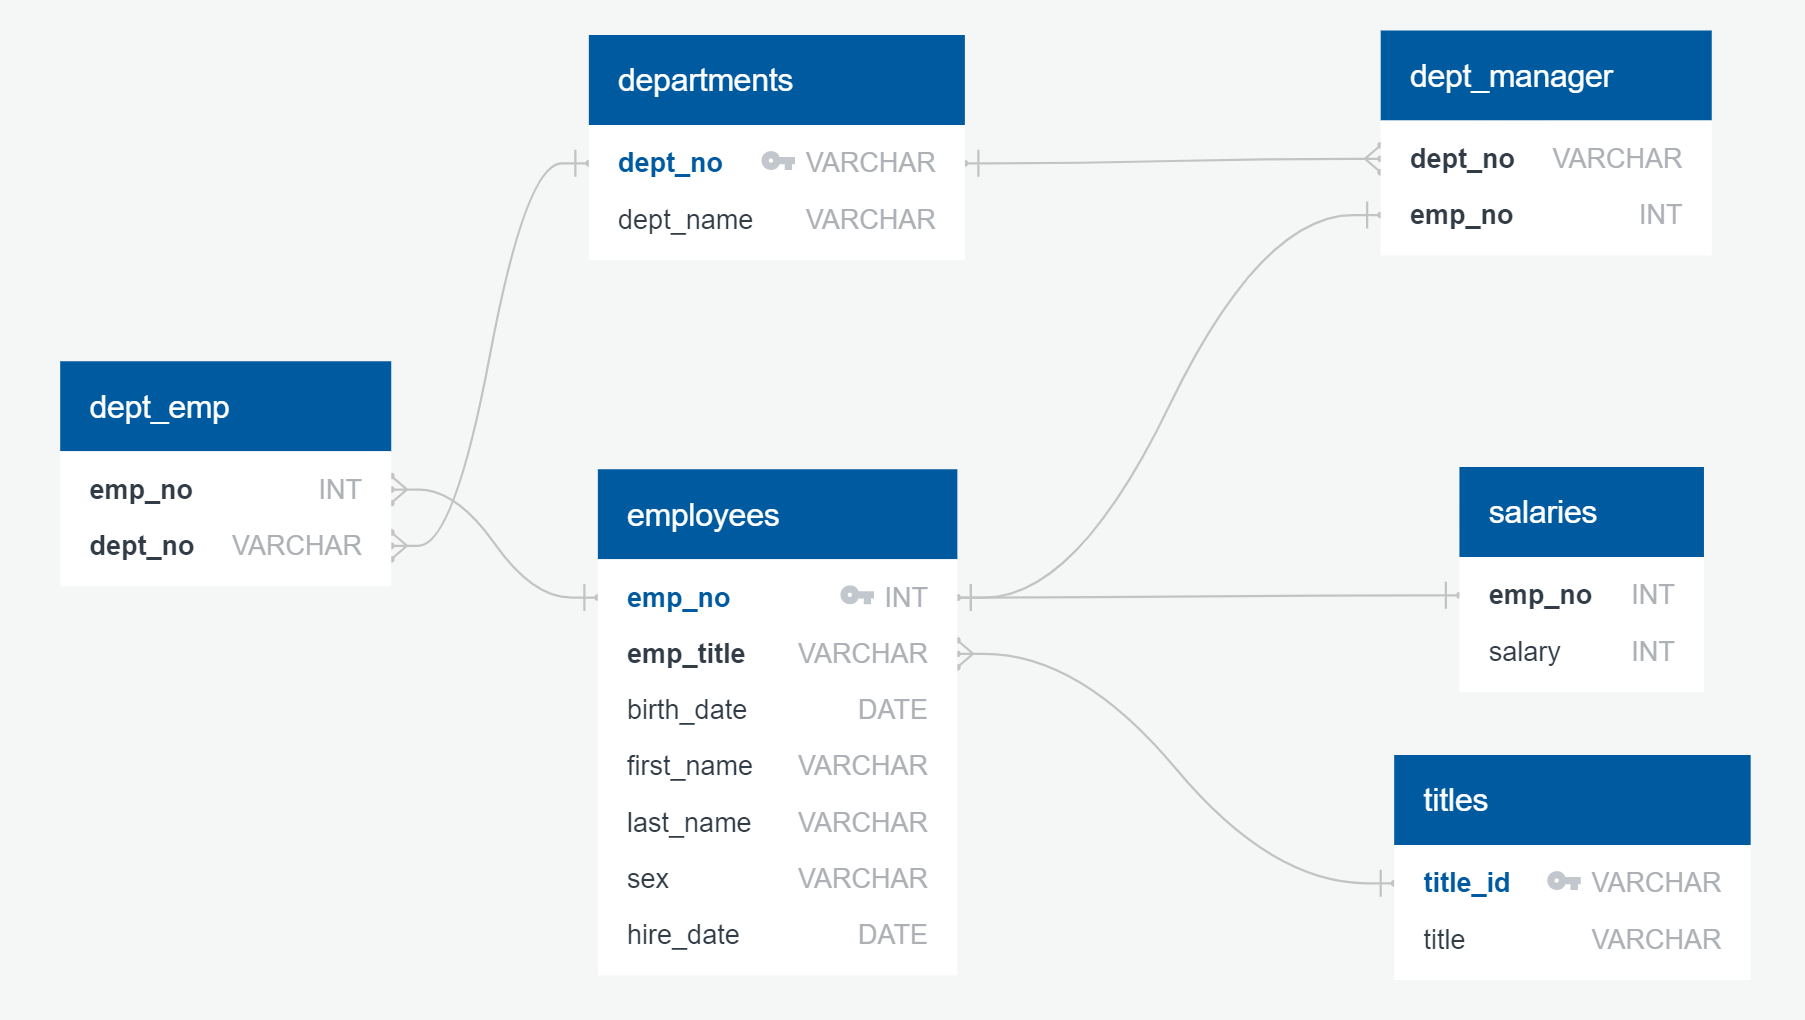 departments
dept_no VARCHAR
dept_name VARCHAR
dept_manager
dept_no VARCHAR
emp_no INT
dept_emp
emp_no INT
dept_no VARCHAR
employees
emp_no INT
emp_title VARCHAR
birth_date DATE
first_name VARCHAR
last_name VARCHAR
sex VARCHAR
hire_date DATE
salaries
emp_no INT
salary INT
titles
title_id VARCHAR
title VARCHAR